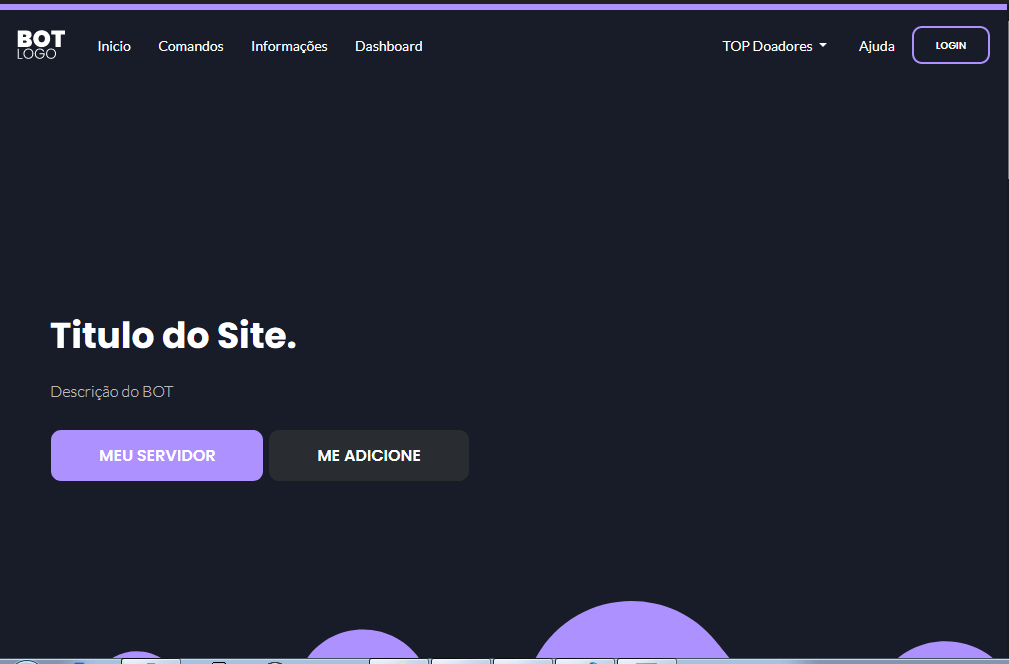 BOT
LOGO
Inicio Comandos Informações Dashboard TOP Doadores Ajuda LOGIN
Titulo do Site.
Descrição do BOT
MEU SERVIDOR ME ADICIONE